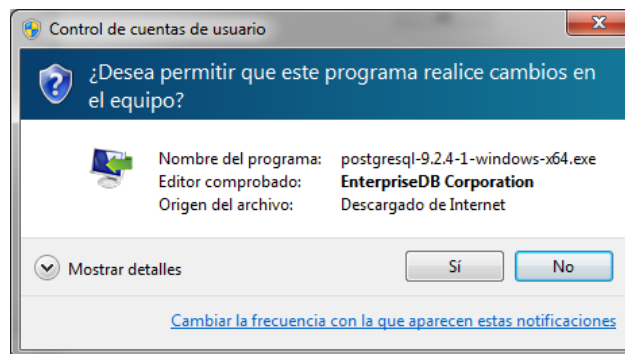 Control de cuentas de usuario
¿Desea permitir que este programa realice cambios en
el equipo?
Nombre del programa: postgresql-9.2.4-1-windows-x64.exe
Editor comprobado: EnterpriseDB Corporation
Origen del archivo: Descargado de Internet
Mostrar detalles Sí No
Cambiar la frecuencia con la que aparecen estas notificaciones